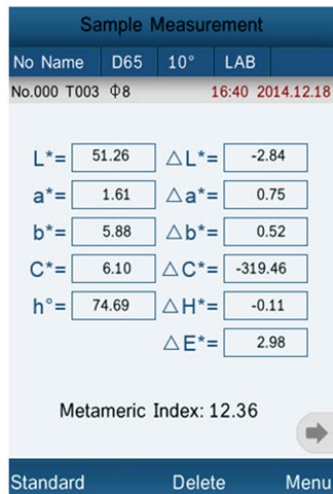 Sample Measurement
No Name D65 10° LAB
No.000 T003 Φ8 16:40 2014.12.18
L*= 51.26 △L*= -2.84
a*= 1.61 △a*= 0.75
b*= 5.88 △b*= 0.52
C*= 6.10 △C*= -319.46
h°= 74.69 △H*= -0.11
△E*= 2.98
Metameric Index: 12.36
Standard Delete Menu